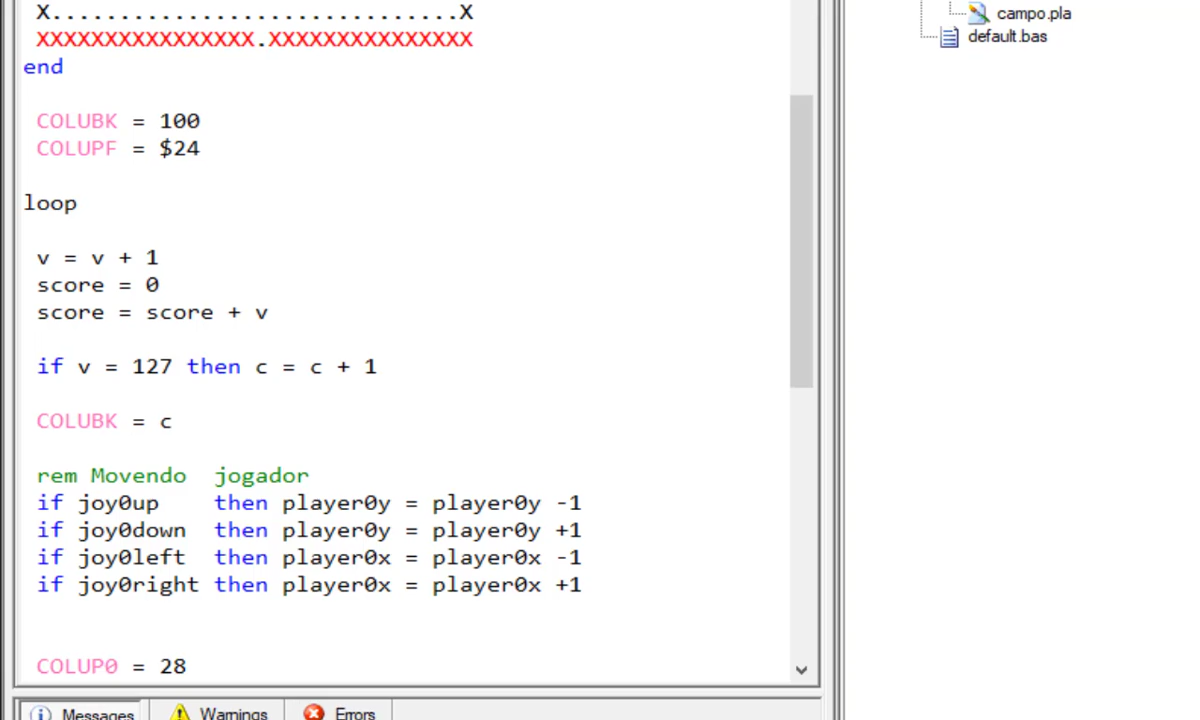 X..............................X
XXXXXXXXXXXXXXXX.XXXXXXXXXXXXXXX
end
COLUBK = 100
COLUPF = $24
loop
v = v + 1
score = 0
score = score + v
if v = 127 then c = c + 1
COLUBK = c
rem Movendo  jogador
if joy0up    then player0y = player0y -1
if joy0down  then player0y = player0y +1
if joy0left  then player0x = player0x -1
if joy0right then player0x = player0x +1
COLUP0 = 28
Messages Warnings Errors
campo.pla
default.bas